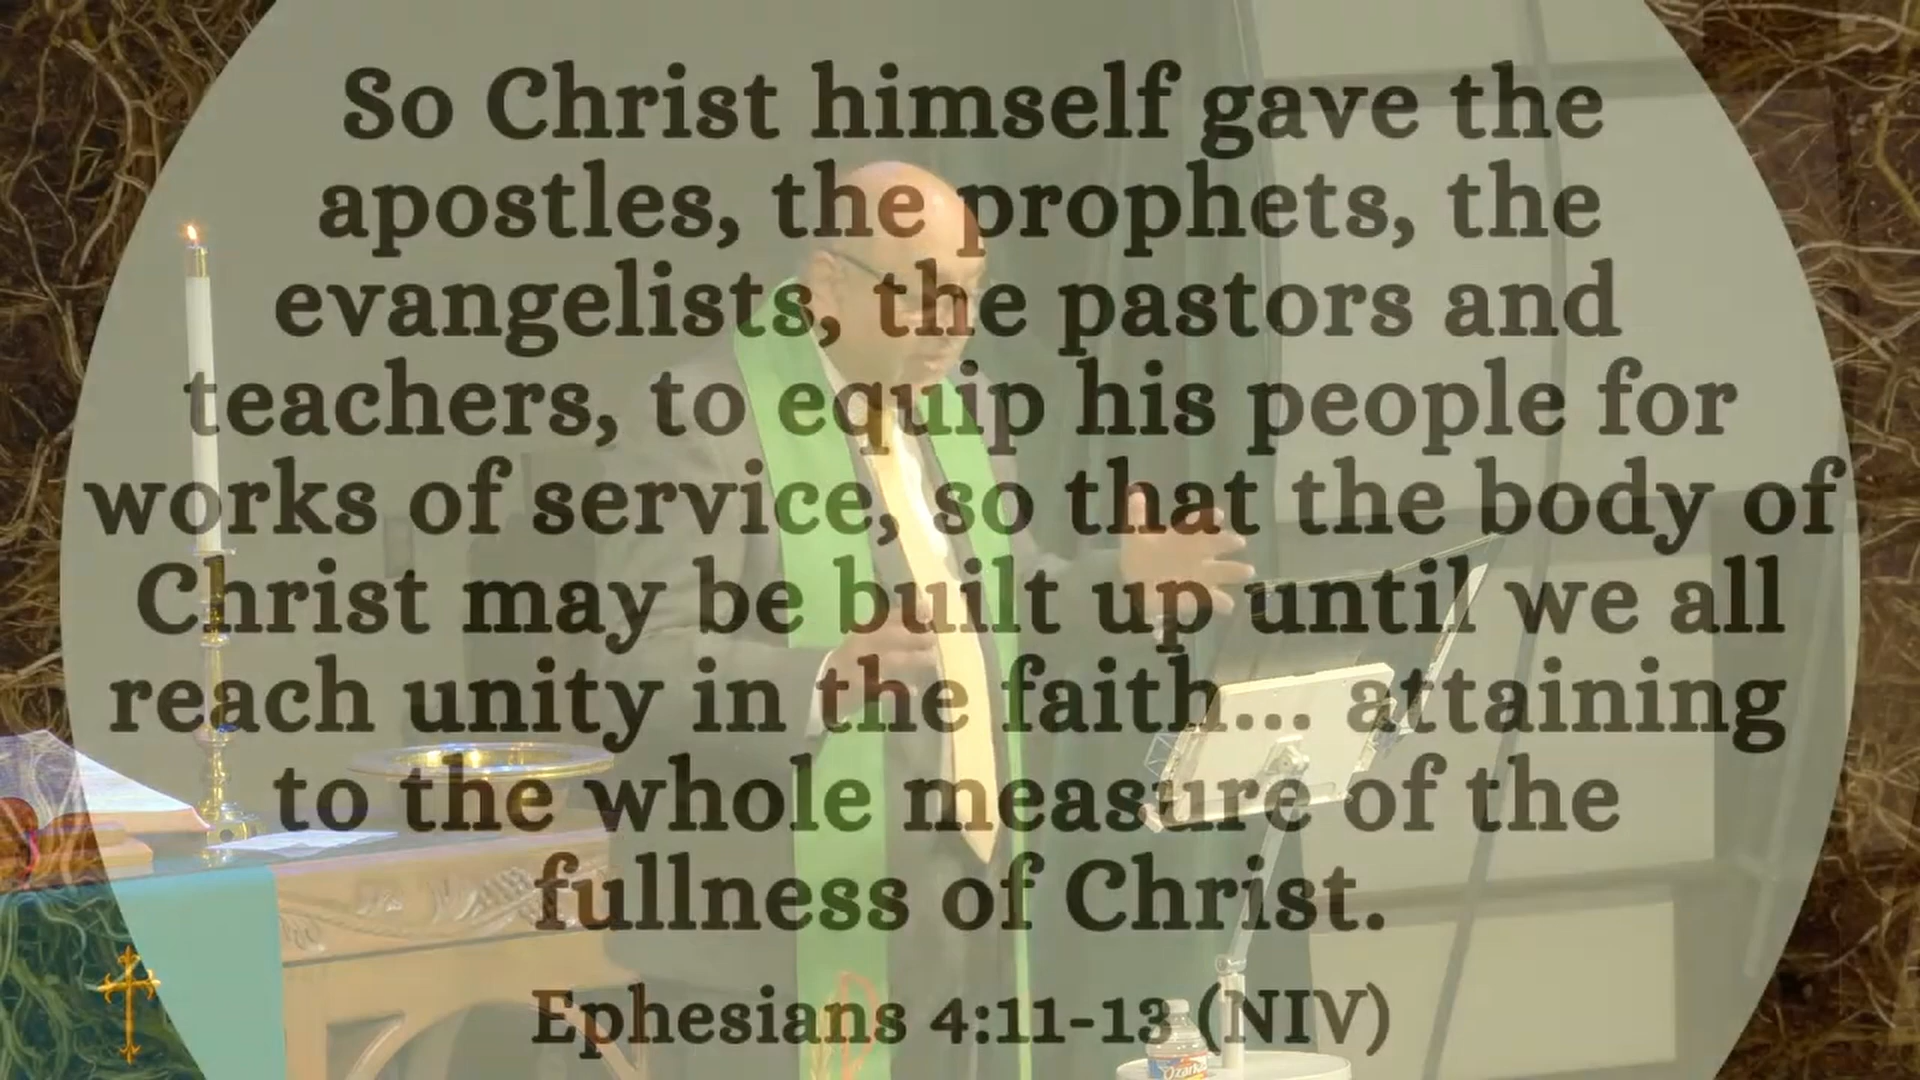 So Christ himself gave the
apostles, the prophets, the
evangelists, the pastors and
teachers, to equip his people for
works of service, so that the body of
Christ may be built up until we all
reach unity in the faith... attaining
to the whole measure of the
fullness of Christ.
Ephesians 4:11-13 (NIV)
Ozarka